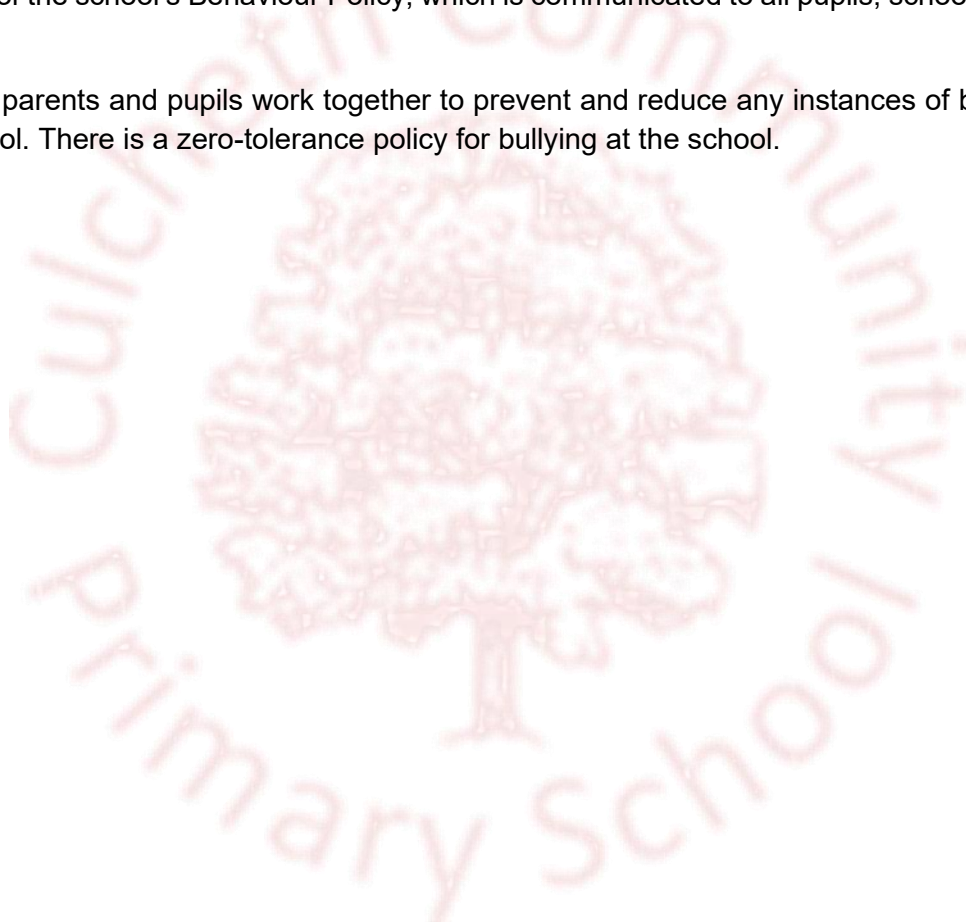 of the school's Behaviour Policy, which is communicated to all pupils, school
parents and pupils work together to prevent and reduce any instances of b
ol. There is a zero-tolerance policy for bullying at the school.
Culcheth Community
Primary School